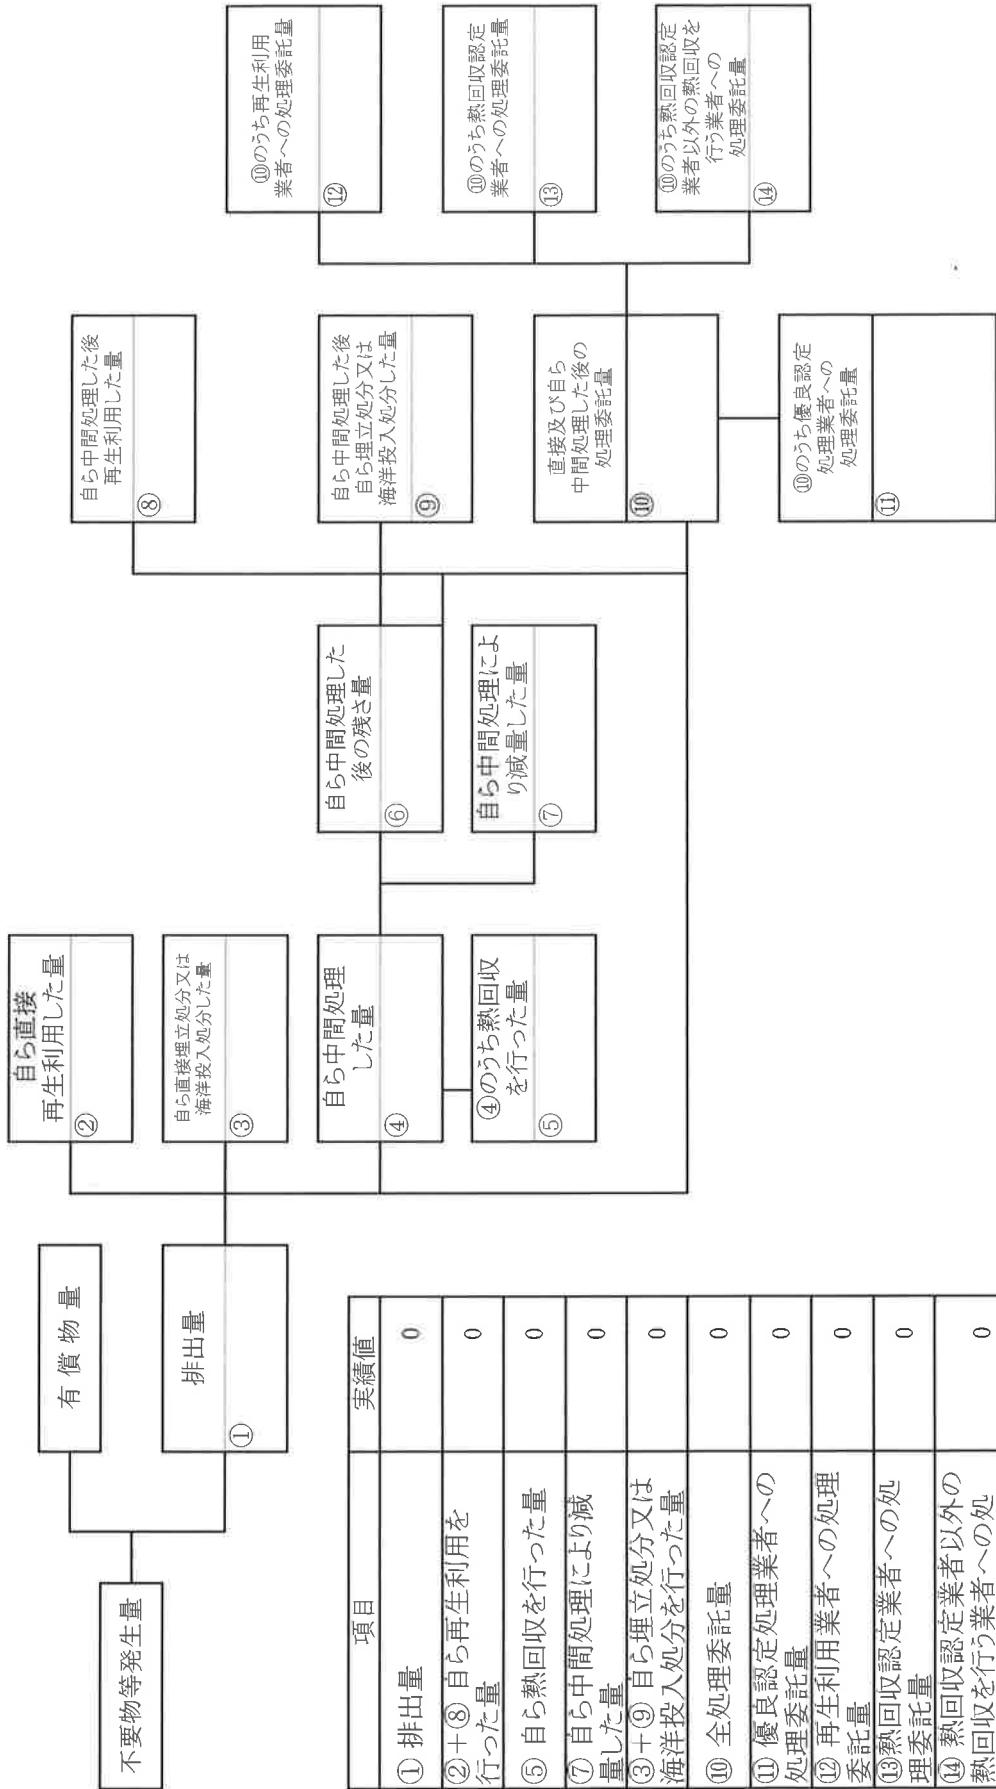 不要物等発生量
有償物量
排出量
①
自ら直接
再生利用した量
②
自ら直接埋立処分又は
海洋投入処分した量
③
自ら中間処理
した量
④
④のうち熱回収
を行った量
⑤
自ら中間処理した
後の残さ量
⑥
自ら中間処理によ
り減量した量
⑦
自ら中間処理した後
再生利用した量
⑧
自ら中間処理した後
自ら埋立処分又は
海洋投入処分した量
⑨
直接及び自ら
中間処理した後の
処理委託量
⑩
⑩のうち優良認定
処理業者への
処理委託量
⑪
⑩のうち再生利用
業者への処理委託量
⑫
⑩のうち熱回収認定
業者への処理委託量
⑬
⑩のうち熱回収認定
業者以外の熱回収を
行う業者への
処理委託量
⑭
項目 実績値
① 排出量 0
②+⑧ 自ら再生利用を
行った量 0
⑤ 自ら熱回収を行った量 0
⑦ 自ら中間処理により減
量した量 0
③+⑨ 自ら埋立処分又は
海洋投入処分を行った量 0
⑩ 全処理委託量 0
⑪ 優良認定処理業者への
処理委託量 0
⑫ 再生利用業者への処理
委託量 0
⑬熱回収認定業者への処
理委託量 0
⑭ 熱回収認定業者以外の
熱回収を行う業者への処 0